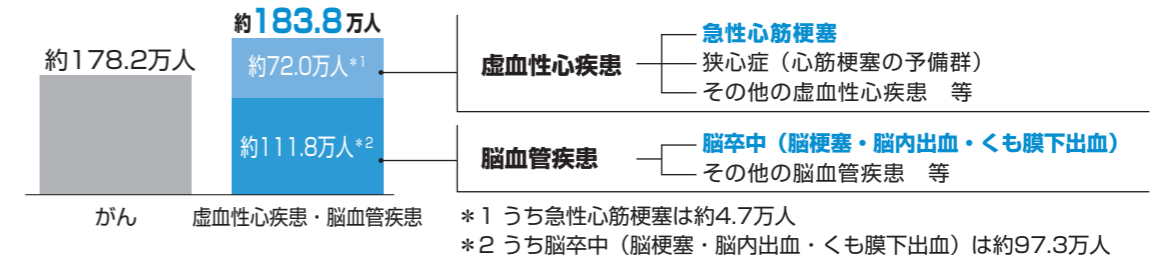 約178.2万人
約183.8万人
約72.0万人*1
約111.8万人*2
がん
虚血性心疾患・脳血管疾患
虚血性心疾患
急性心筋梗塞
狭心症（心筋梗塞の予備群）
その他の虚血性心疾患　等
脳血管疾患
脳卒中（脳梗塞・脳内出血・くも膜下出血）
その他の脳血管疾患　等
*1 うち急性心筋梗塞は約4.7万人
*2 うち脳卒中（脳梗塞・脳内出血・くも膜下出血）は約97.3万人